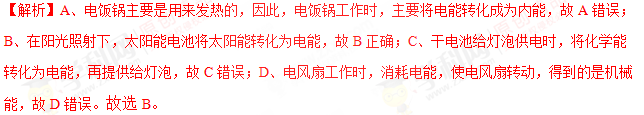 【解析】A、电饭锅主要是用来发热的，因此，电饭锅工作时，主要将电能转化成为内能，故 A 错误；
B、在阳光照射下，太阳能电池将太阳能转化为电能，故 B 正确；C、干电池给灯泡供电时，将化学能
转化为电能，再提供给灯泡，故 C 错误；D、电风扇工作时，消耗电能，使电风扇转动，得到的是机械
能，故 D 错误。故选 B。